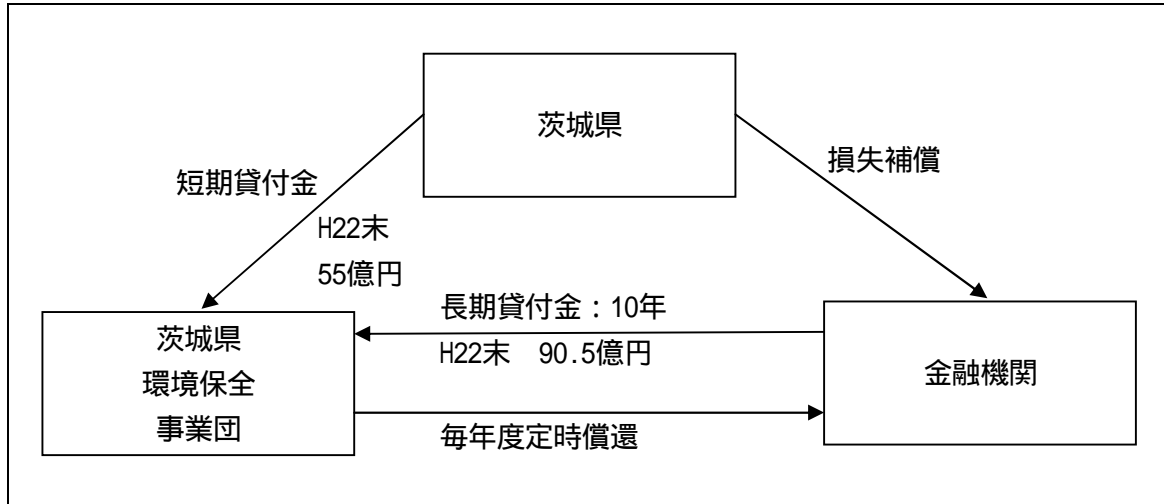 茨城県
短期貸付金
損失補償
H22末
55億円
長期貸付金：10年
H22末　90.5億円
茨城県
環境保全
事業団
金融機関
毎年度定時償還